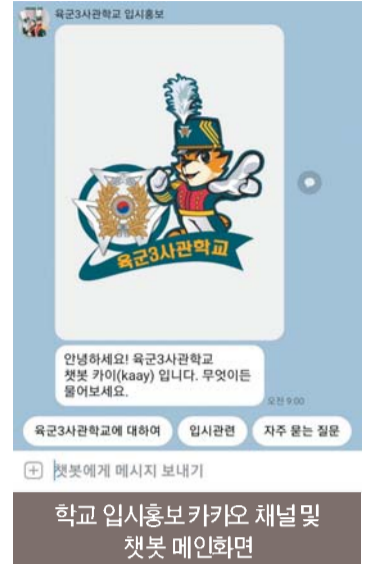 육군3사관학교 입시홍보
육군3사관학교
안녕하세요! 육군3사관학교
챗봇 카이(kaay) 입니다. 무엇이든
물어보세요.
오전 9:00
육군3사관학교에 대하여 입시관련 자주 묻는 질문
챗봇에게 메시지 보내기
학교 입시홍보 카카오 채널 및
챗봇 메인화면